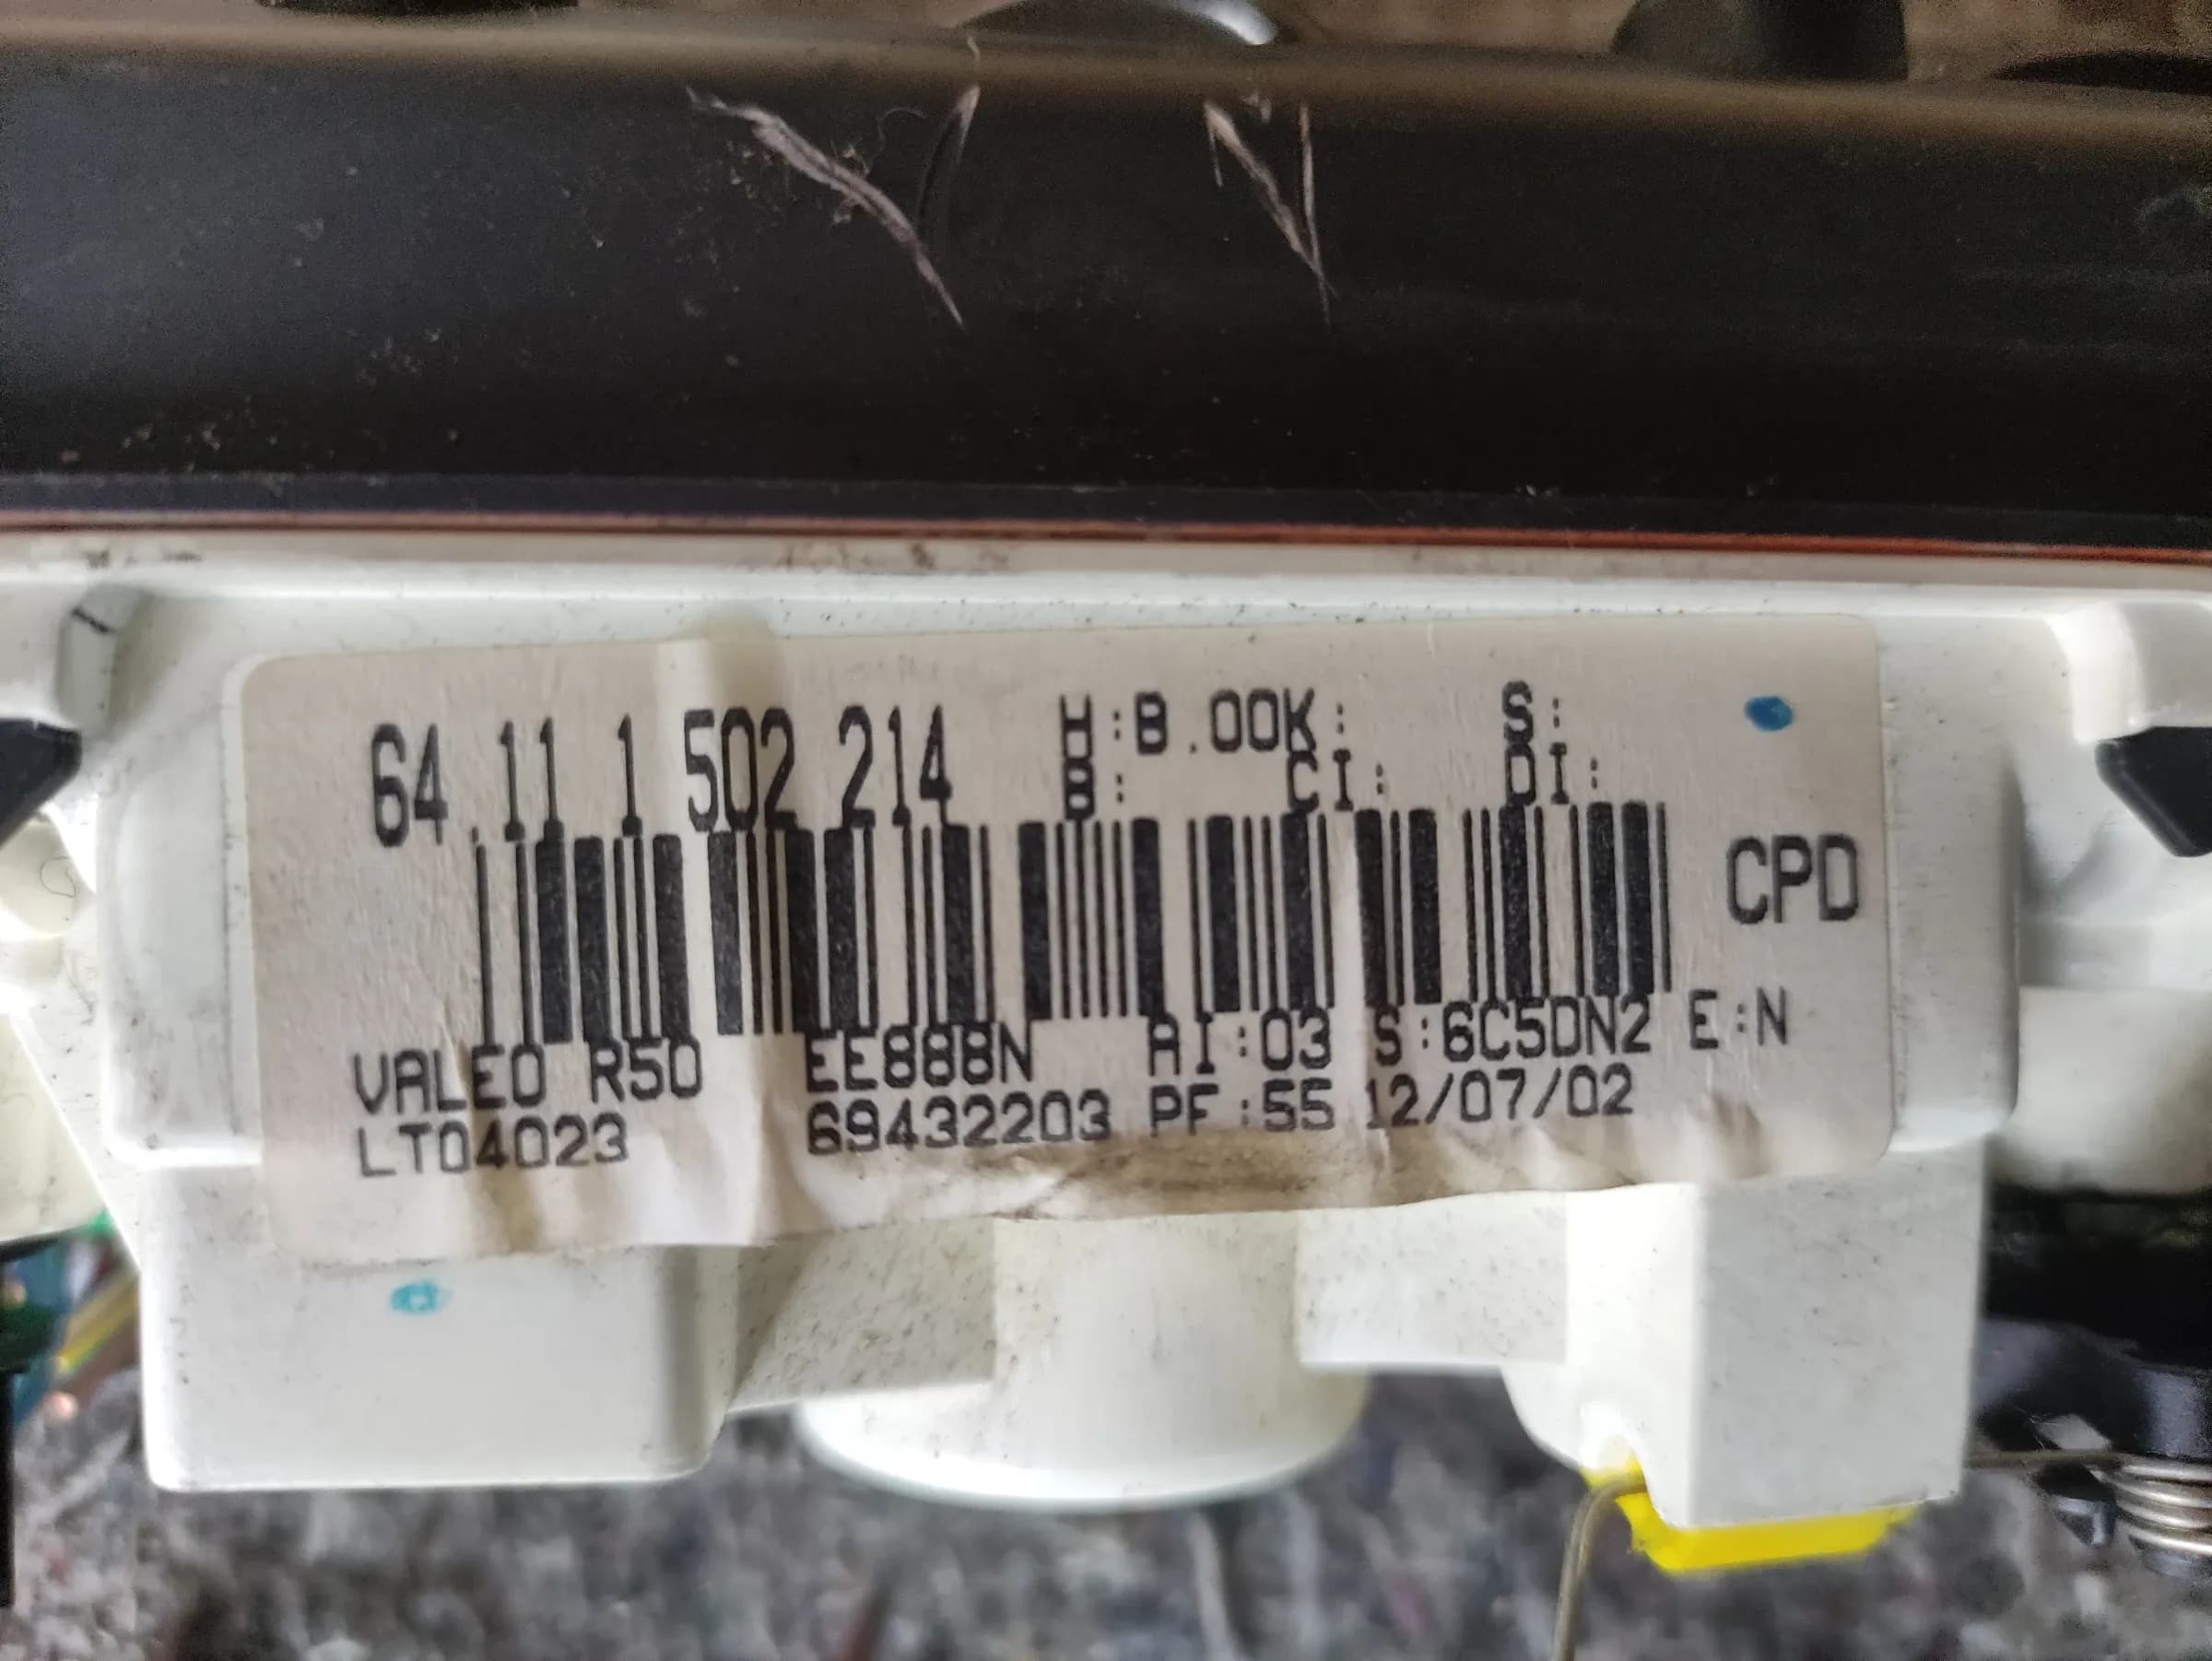 64.11 1 502 214 H:B.00K: S:
B: CI: DI:
CPD
VALEO R50 EE888N AI:03 S:6C5DN2 E:N
LT04023 69432203 PF:55 12/07/02